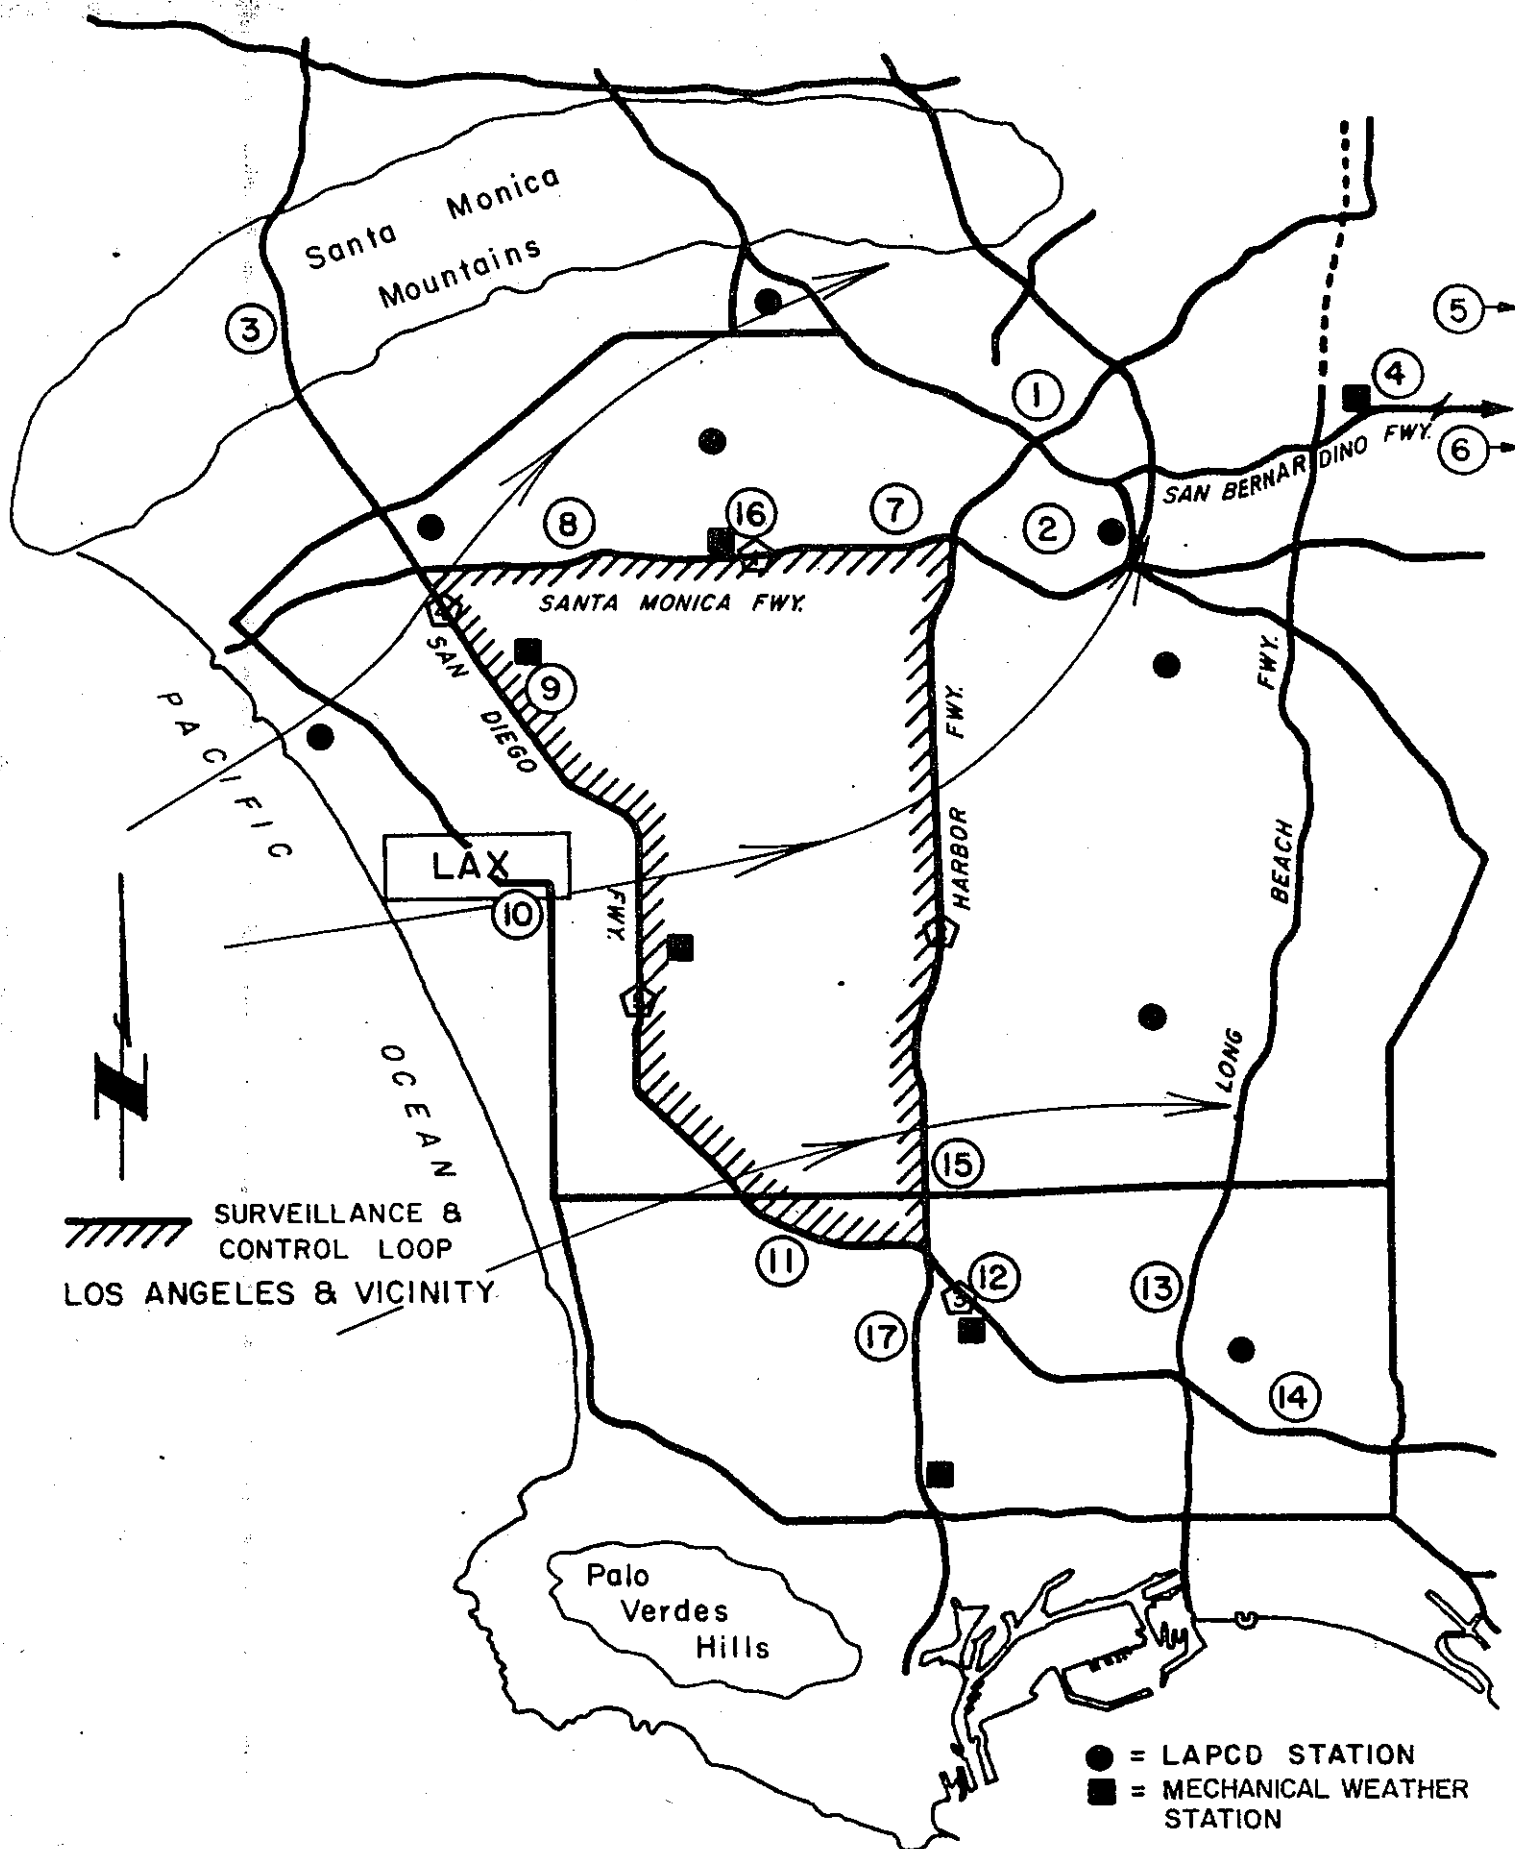 Santa Monica
Mountains
3
5
4
1
6
SAN BERNARDINO FWY.
16
7
8
2
SANTA MONICA FWY.
SAN DIEGO FWY.
9
PACIFIC
OCEAN
HARBOR FWY.
LONG BEACH FWY.
LAX
10
N
15
SURVEILLANCE &
CONTROL LOOP
LOS ANGELES & VICINITY
11
12
3
13
17
14
Palo
Verdes
Hills
● = LAPCD STATION
■ = MECHANICAL WEATHER
STATION